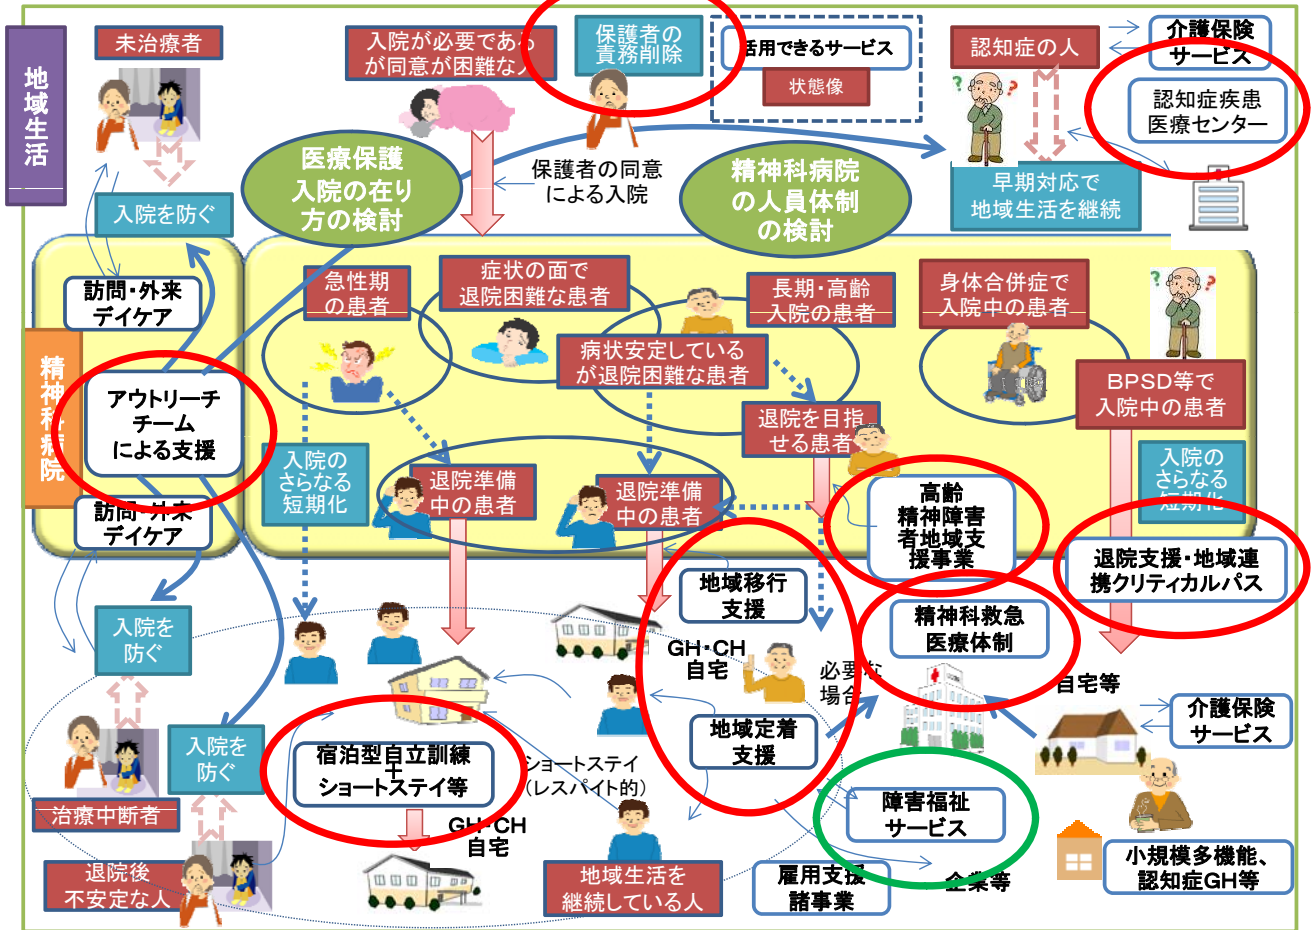 地域生活
未治療者
入院が必要である
が同意が困難な人
保護者の
責務削除
活用できるサービス
状態像
認知症の人
介護保険
サービス
認知症疾患
医療センター
医療保護
入院の在り
方の検討
保護者の同意
による入院
精神科病院
の人員体制
の検討
早期対応で
地域生活を継続
入院を防ぐ
訪問・外来
デイケア
急性期
の患者
症状の面で
退院困難な患者
長期・高齢
入院の患者
身体合併症で
入院中の患者
病状安定している
が退院困難な患者
精神科病院
アウトリーチ
チーム
による支援
BPSD等で
入院中の患者
退院を目指
せる患者
入院の
さらなる
短期化
退院準備
中の患者
退院準備
中の患者
高齢
精神障害
者地域支
援事業
入院の
さらなる
短期化
訪問・外来
デイケア
退院支援・地域連
携クリティカルパス
地域移行
支援
精神科救急
医療体制
入院を
防ぐ
GH・CH
自宅
必要な
場合
自宅等
介護保険
サービス
地域定着
支援
入院を
防ぐ
宿泊型自立訓練
+
ショートステイ等
ショートステイ
(レスパイト的)
治療中断者
GH・CH
自宅
障害福祉
サービス
退院後
不安定な人
地域生活を
継続している人
雇用支援
諸事業
企業等
小規模多機能、
認知症GH等